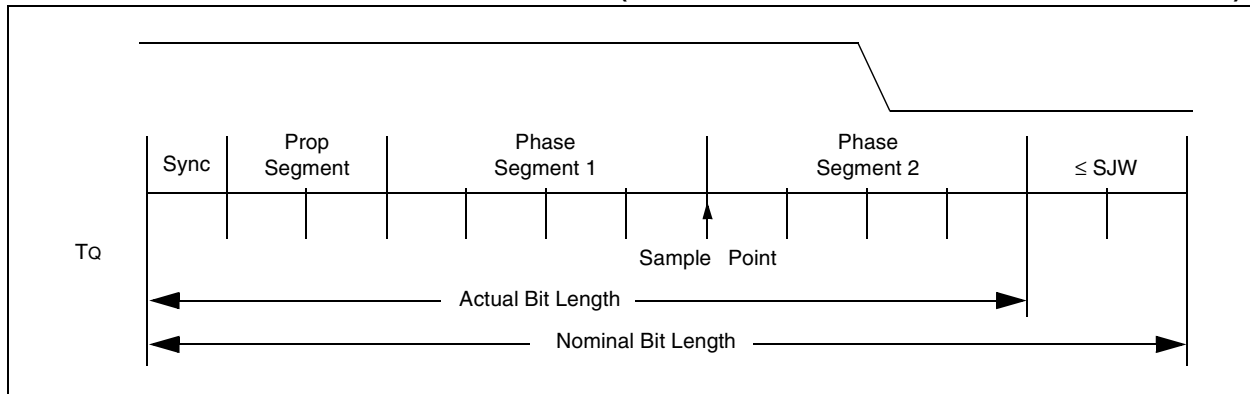 Sync
Prop
Segment
Phase
Segment 1
Phase
Segment 2
≤ SJW
TQ
Sample Point
Actual Bit Length
Nominal Bit Length